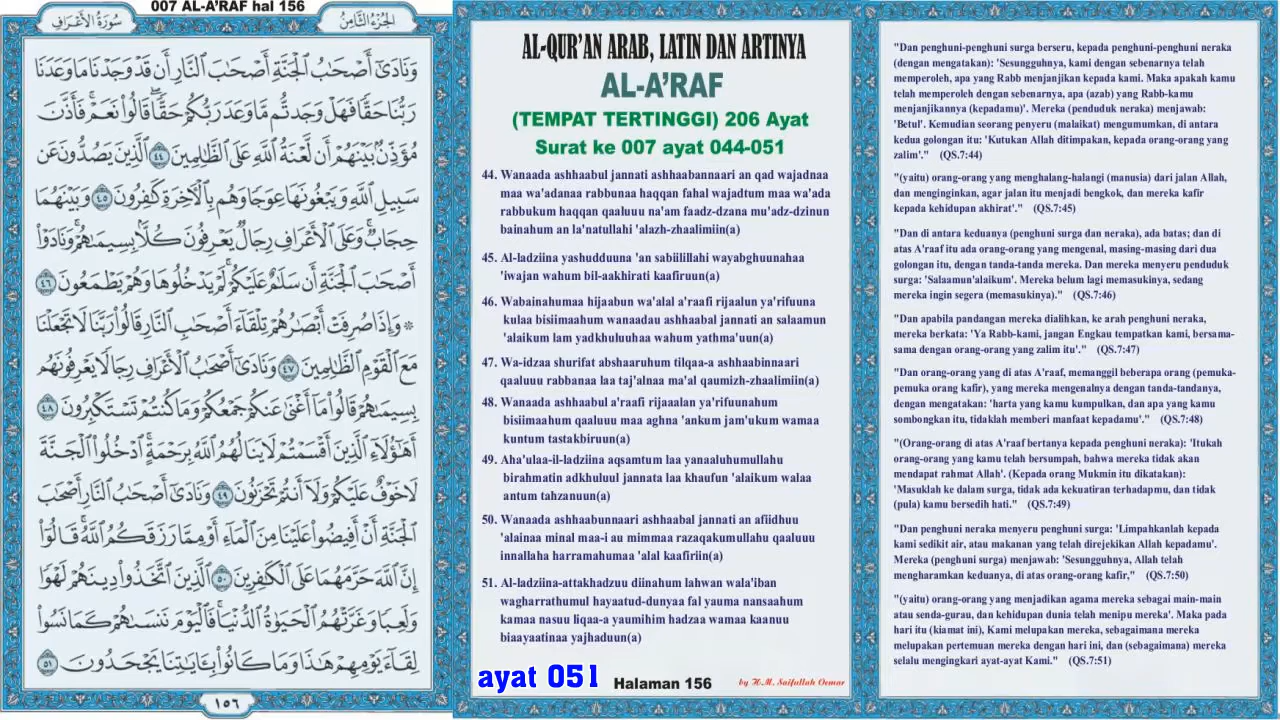 007 AL-A'RAF hal 156
سُورَةُ الأَعْرَافِ
الجُزءُ الثَّامِنُ
وَنَادَىٰٓ أَصْحَٰبُ ٱلْجَنَّةِ أَصْحَٰبَ ٱلنَّارِ أَن قَدْ وَجَدْنَا مَا وَعَدَنَا
رَبُّنَا حَقًّا فَهَلْ وَجَدتُّم مَّا وَعَدَ رَبُّكُمْ حَقًّا ۖ قَالُوا۟ نَعَمْ ۚ فَأَذَّنَ
مُؤَذِّنٌۢ بَيْنَهُمْ أَن لَّعْنَةُ ٱللَّهِ عَلَى ٱلظَّٰلِمِينَ ٤٤ ٱلَّذِينَ يَصُدُّونَ عَن
سَبِيلِ ٱللَّهِ وَيَبْغُونَهَا عِوَجًا وَهُم بِٱلْءَاخِرَةِ كَٰفِرُونَ ٤٥ وَبَيْنَهُمَا
حِجَابٌ ۚ وَعَلَى ٱلْأَعْرَافِ رِجَالٌ يَعْرِفُونَ كُلًّۢا بِسِيمَىٰهُمْ ۚ وَنَادَوْا۟
أَصْحَٰبَ ٱلْجَنَّةِ أَن سَلَٰمٌ عَلَيْكُمْ ۚ لَمْ يَدْخُلُوهَا وَهُمْ يَطْمَعُونَ ٤٦
۞ وَإِذَا صُرِفَتْ أَبْصَٰرُهُمْ تِلْقَآءَ أَصْحَٰبِ ٱلنَّارِ قَالُوا۟ رَبَّنَا لَا تَجْعَلْنَا
مَعَ ٱلْقَوْمِ ٱلظَّٰلِمِينَ ٤٧ وَنَادَىٰٓ أَصْحَٰبُ ٱلْأَعْرَافِ رِجَالًا يَعْرِفُونَهُم
بِسِيمَىٰهُمْ قَالُوا۟ مَآ أَغْنَىٰ عَنكُمْ جَمْعُكُمْ وَمَا كُنتُمْ تَسْتَكْبِرُونَ ٤٨
أَهَٰٓؤُلَآءِ ٱلَّذِينَ أَقْسَمْتُمْ لَا يَنَالُهُمُ ٱللَّهُ بِرَحْمَةٍ ۚ ٱدْخُلُوا۟ ٱلْجَنَّةَ
لَا خَوْفٌ عَلَيْكُمْ وَلَآ أَنتُمْ تَحْزَنُونَ ٤٩ وَنَادَىٰٓ أَصْحَٰبُ ٱلنَّارِ أَصْحَٰبَ
ٱلْجَنَّةِ أَنْ أَفِيضُوا۟ عَلَيْنَا مِنَ ٱلْمَآءِ أَوْ مِمَّا رَزَقَكُمُ ٱللَّهُ ۚ قَالُوٓا۟
إِنَّ ٱللَّهَ حَرَّمَهُمَا عَلَى ٱلْكَٰفِرِينَ ٥٠ ٱلَّذِينَ ٱتَّخَذُوا۟ دِينَهُمْ لَهْوًا
وَلَعِبًا وَغَرَّتْهُمُ ٱلْحَيَوٰةُ ٱلدُّنْيَا ۚ فَٱلْيَوْمَ نَنسَىٰهُمْ كَمَا نَسُوا۟
لِقَآءَ يَوْمِهِمْ هَٰذَا وَمَا كَانُوا۟ بِـَٔايَٰتِنَا يَجْحَدُونَ ٥١
١٥٦
AL-QUR'AN ARAB, LATIN DAN ARTINYA
AL-A'RAF
(TEMPAT TERTINGGI) 206 Ayat
Surat ke 007 ayat 044-051
44. Wanaada ashhaabul jannati ashhaabannaari an qad wajadnaa
maa wa'adanaa rabbunaa haqqan fahal wajadtum maa wa'ada
rabbukum haqqan qaaluuu na'am faadz-dzana mu'adz-dzinun
bainahum an la'natullahi 'alazh-zhaalimiin(a)
45. Al-ladziina yashudduuna 'an sabiilillahi wayabghuunahaa
'iwajan wahum bil-aakhirati kaafiruun(a)
46. Wabainahumaa hijaabun wa'alal a'raafi rijaalun ya'rifuuna
kulaa bisiimaahum wanaadau ashhaabal jannati an salaamun
'alaikum lam yadkhuluuhaa wahum yathma'uun(a)
47. Wa-idzaa shurifat abshaaruhum tilqaa-a ashhaabinnaari
qaaluuu rabbanaa laa taj'alnaa ma'al qaumizh-zhaalimiin(a)
48. Wanaada ashhaabul a'raafi rijaaalan ya'rifuunahum
bisiimaahum qaaluuu maa aghna 'ankum jam'ukum wamaa
kuntum tastakbiruun(a)
49. Aha'ulaa-il-ladziina aqsamtum laa yanaaluhumullahu
birahmatin adkhuluul jannata laa khaufun 'alaikum walaa
antum tahzanuun(a)
50. Wanaada ashhaabunnaari ashhaabal jannati an afiidhuu
'alainaa minal maa-i au mimmaa razaqakumullahu qaaluuu
innallaha harramahumaa 'alal kaafiriin(a)
51. Al-ladziina-attakhadzuu diinahum lahwan wala'iban
wagharrathumul hayaatud-dunyaa fal yauma nansaahum
kamaa nasuu liqaa-a yaumihim hadzaa wamaa kaanuu
biaayaatinaa yajhaduun(a)
ayat 051
Halaman 156
by H.M. Saifullah Oemar
"Dan penghuni-penghuni surga berseru, kepada penghuni-penghuni neraka
(dengan mengatakan): 'Sesungguhnya, kami dengan sebenarnya telah
memperoleh, apa yang Rabb menjanjikan kepada kami. Maka apakah kamu
telah memperoleh dengan sebenarnya, apa (azab) yang Rabb-kamu
menjanjikannya (kepadamu)'. Mereka (penduduk neraka) menjawab:
'Betul'. Kemudian seorang penyeru (malaikat) mengumumkan, di antara
kedua golongan itu: 'Kutukan Allah ditimpakan, kepada orang-orang yang
zalim'." (QS.7:44)
"(yaitu) orang-orang yang menghalang-halangi (manusia) dari jalan Allah,
dan menginginkan, agar jalan itu menjadi bengkok, dan mereka kafir
kepada kehidupan akhirat'." (QS.7:45)
"Dan di antara keduanya (penghuni surga dan neraka), ada batas; dan di
atas A'raaf itu ada orang-orang yang mengenal, masing-masing dari dua
golongan itu, dengan tanda-tanda mereka. Dan mereka menyeru penduduk
surga: 'Salaamun'alaikum'. Mereka belum lagi memasukinya, sedang
mereka ingin segera (memasukinya)." (QS.7:46)
"Dan apabila pandangan mereka dialihkan, ke arah penghuni neraka,
mereka berkata: 'Ya Rabb-kami, jangan Engkau tempatkan kami, bersama-
sama dengan orang-orang yang zalim itu'." (QS.7:47)
"Dan orang-orang yang di atas A'raaf, memanggil beberapa orang (pemuka-
pemuka orang kafir), yang mereka mengenalnya dengan tanda-tandanya,
dengan mengatakan: 'harta yang kamu kumpulkan, dan apa yang kamu
sombongkan itu, tidaklah memberi manfaat kepadamu'." (QS.7:48)
"(Orang-orang di atas A'raaf bertanya kepada penghuni neraka): 'Itukah
orang-orang yang kamu telah bersumpah, bahwa mereka tidak akan
mendapat rahmat Allah'. (Kepada orang Mukmin itu dikatakan):
'Masuklah ke dalam surga, tidak ada kekuatiran terhadapmu, dan tidak
(pula) kamu bersedih hati." (QS.7:49)
"Dan penghuni neraka menyeru penghuni surga: 'Limpahkanlah kepada
kami sedikit air, atau makanan yang telah direjekikan Allah kepadamu'.
Mereka (penghuni surga) menjawab: 'Sesungguhnya, Allah telah
mengharamkan keduanya, di atas orang-orang kafir," (QS.7:50)
"(yaitu) orang-orang yang menjadikan agama mereka sebagai main-main
atau senda-gurau, dan kehidupan dunia telah menipu mereka'. Maka pada
hari itu (kiamat ini), Kami melupakan mereka, sebagaimana mereka
melupakan pertemuan mereka dengan hari ini, dan (sebagaimana) mereka
selalu mengingkari ayat-ayat Kami." (QS.7:51)